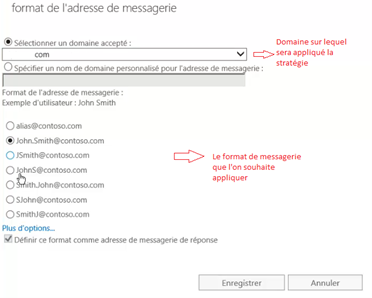 format de l'adresse de messagerie
Sélectionner un domaine accepté :
com
Domaine sur lequel
sera appliqué la
stratégie
Spécifier un nom de domaine personnalisé pour l'adresse de messagerie :
Format de l'adresse de messagerie :
Exemple d'utilisateur : John Smith
alias@contoso.com
John.Smith@contoso.com
JSmith@contoso.com
JohnS@contoso.com
Smith.John@contoso.com
SJohn@contoso.com
SmithJ@contoso.com
Le format de messagerie
que l'on souhaite
appliquer
Plus d'options...
Définir ce format comme adresse de messagerie de réponse
Enregistrer
Annuler